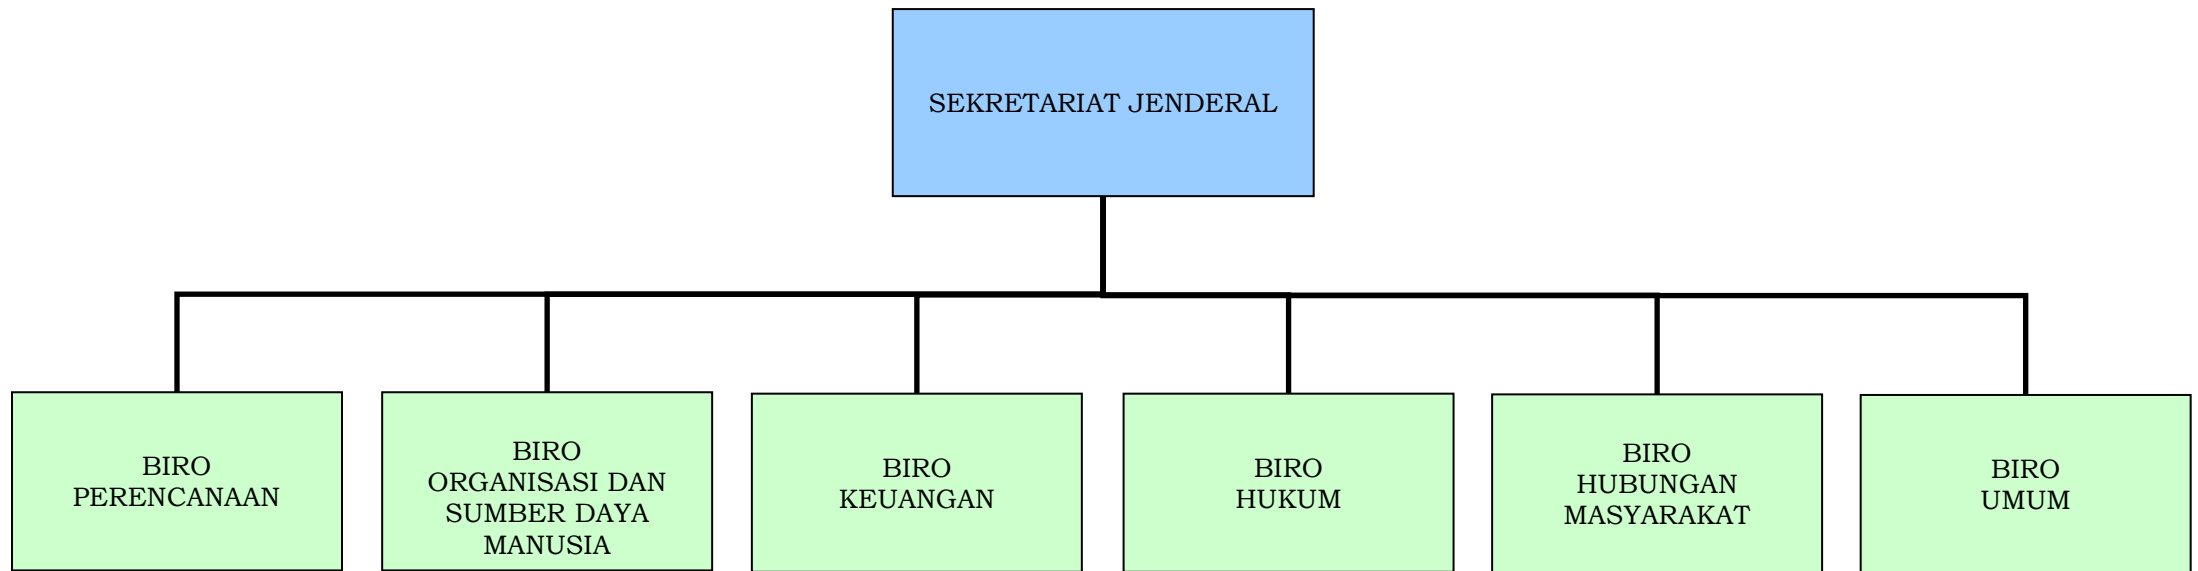 SEKRETARIAT JENDERAL
BIRO
PERENCANAAN
BIRO
ORGANISASI DAN
SUMBER DAYA
MANUSIA
BIRO
KEUANGAN
BIRO
HUKUM
BIRO
HUBUNGAN
MASYARAKAT
BIRO
UMUM